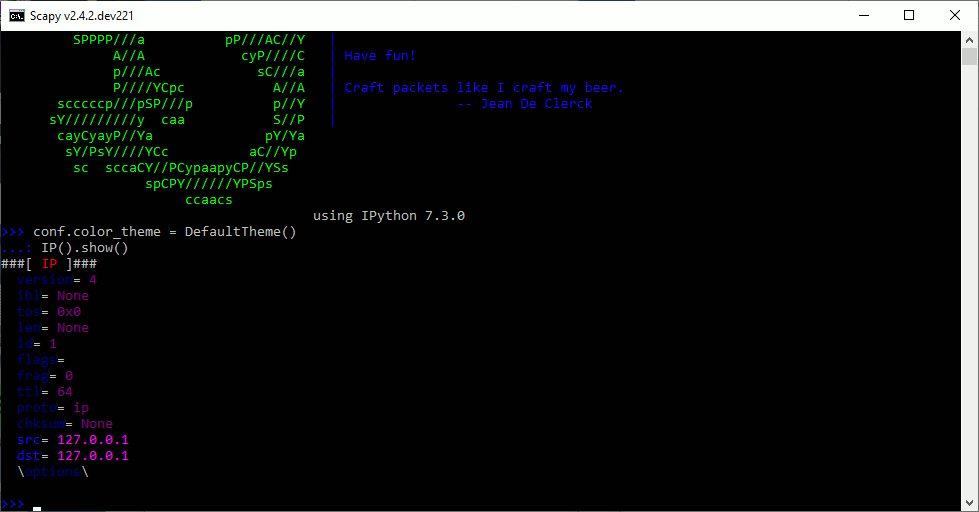 Scapy v2.4.2.dev221
SPPPP///a pP///AC//Y |
A//A cyP////C | Have fun!
p///Ac sC///a |
P////YCpc A//A | Craft packets like I craft my beer.
scccccp///pSP///p p//Y | -- Jean De Clerck
sY/////////y caa S//P |
cayCyayP//Ya pY/Ya
sY/PsY////YCc aC//Yp
sc sccaCY//PCypaapyCP//YSs
spCPY//////YPSps
ccaacs
using IPython 7.3.0
>>> conf.color_theme = DefaultTheme()
...: IP().show()
###[ IP ]###
version= 4
ihl= None
tos= 0x0
len= None
id= 1
flags=
frag= 0
ttl= 64
proto= ip
chksum= None
src= 127.0.0.1
dst= 127.0.0.1
\options\
>>>